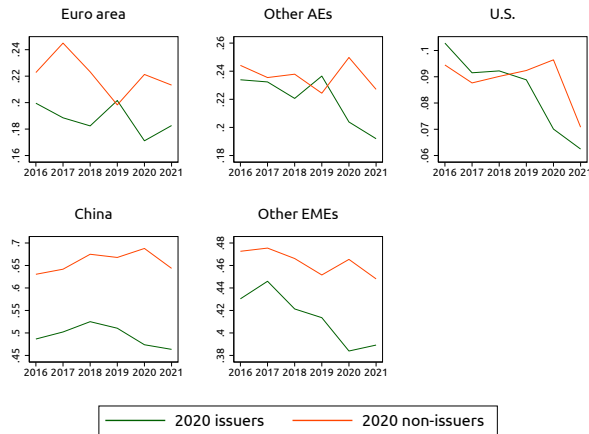 Euro area
.24
.22
.2
.18
.16
2016 2017 2018 2019 2020 2021
Other AEs
.26
.24
.22
.2
.18
2016 2017 2018 2019 2020 2021
U.S.
.1
.09
.08
.07
.06
2016 2017 2018 2019 2020 2021
China
.7
.65
.6
.55
.5
.45
2016 2017 2018 2019 2020 2021
Other EMEs
.48
.46
.44
.42
.4
.38
2016 2017 2018 2019 2020 2021
2020 issuers
2020 non-issuers